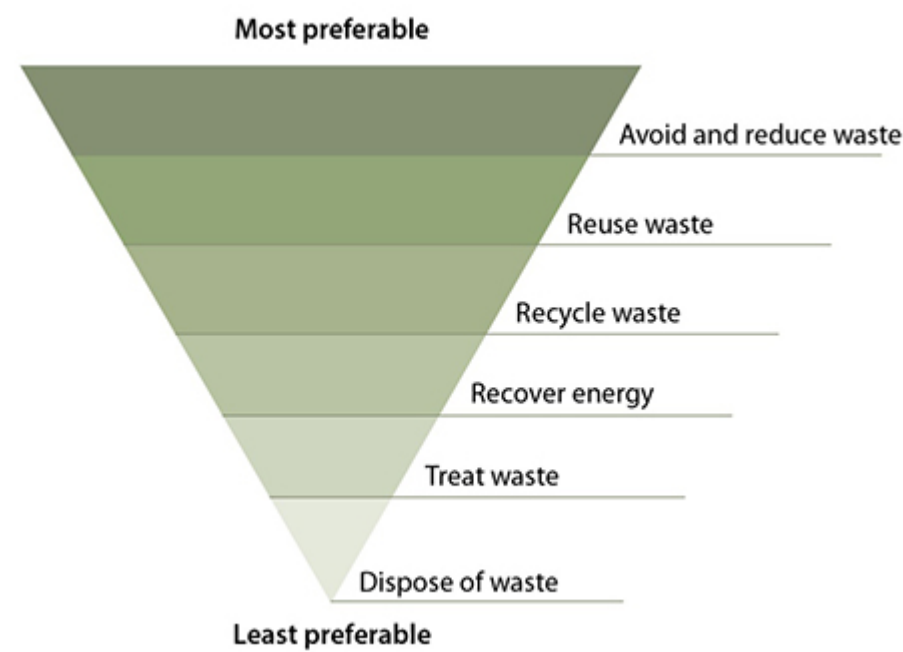 Most preferable
Avoid and reduce waste
Reuse waste
Recycle waste
Recover energy
Treat waste
Dispose of waste
Least preferable